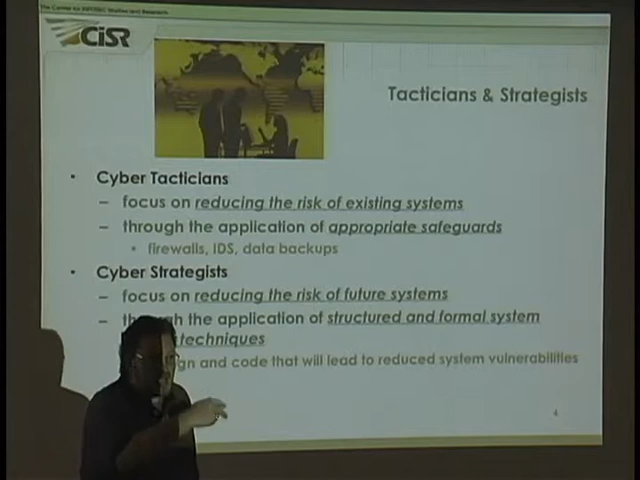 The Center for INFOSEC Studies and Research
CISR
Tacticians & Strategists
• Cyber Tacticians
– focus on reducing the risk of existing systems
– through the application of appropriate safeguards
• firewalls, IDS, data backups
• Cyber Strategists
– focus on reducing the risk of future systems
– the application of structured and formal system
techniques
and code that will lead to reduced system vulnerabilities
4